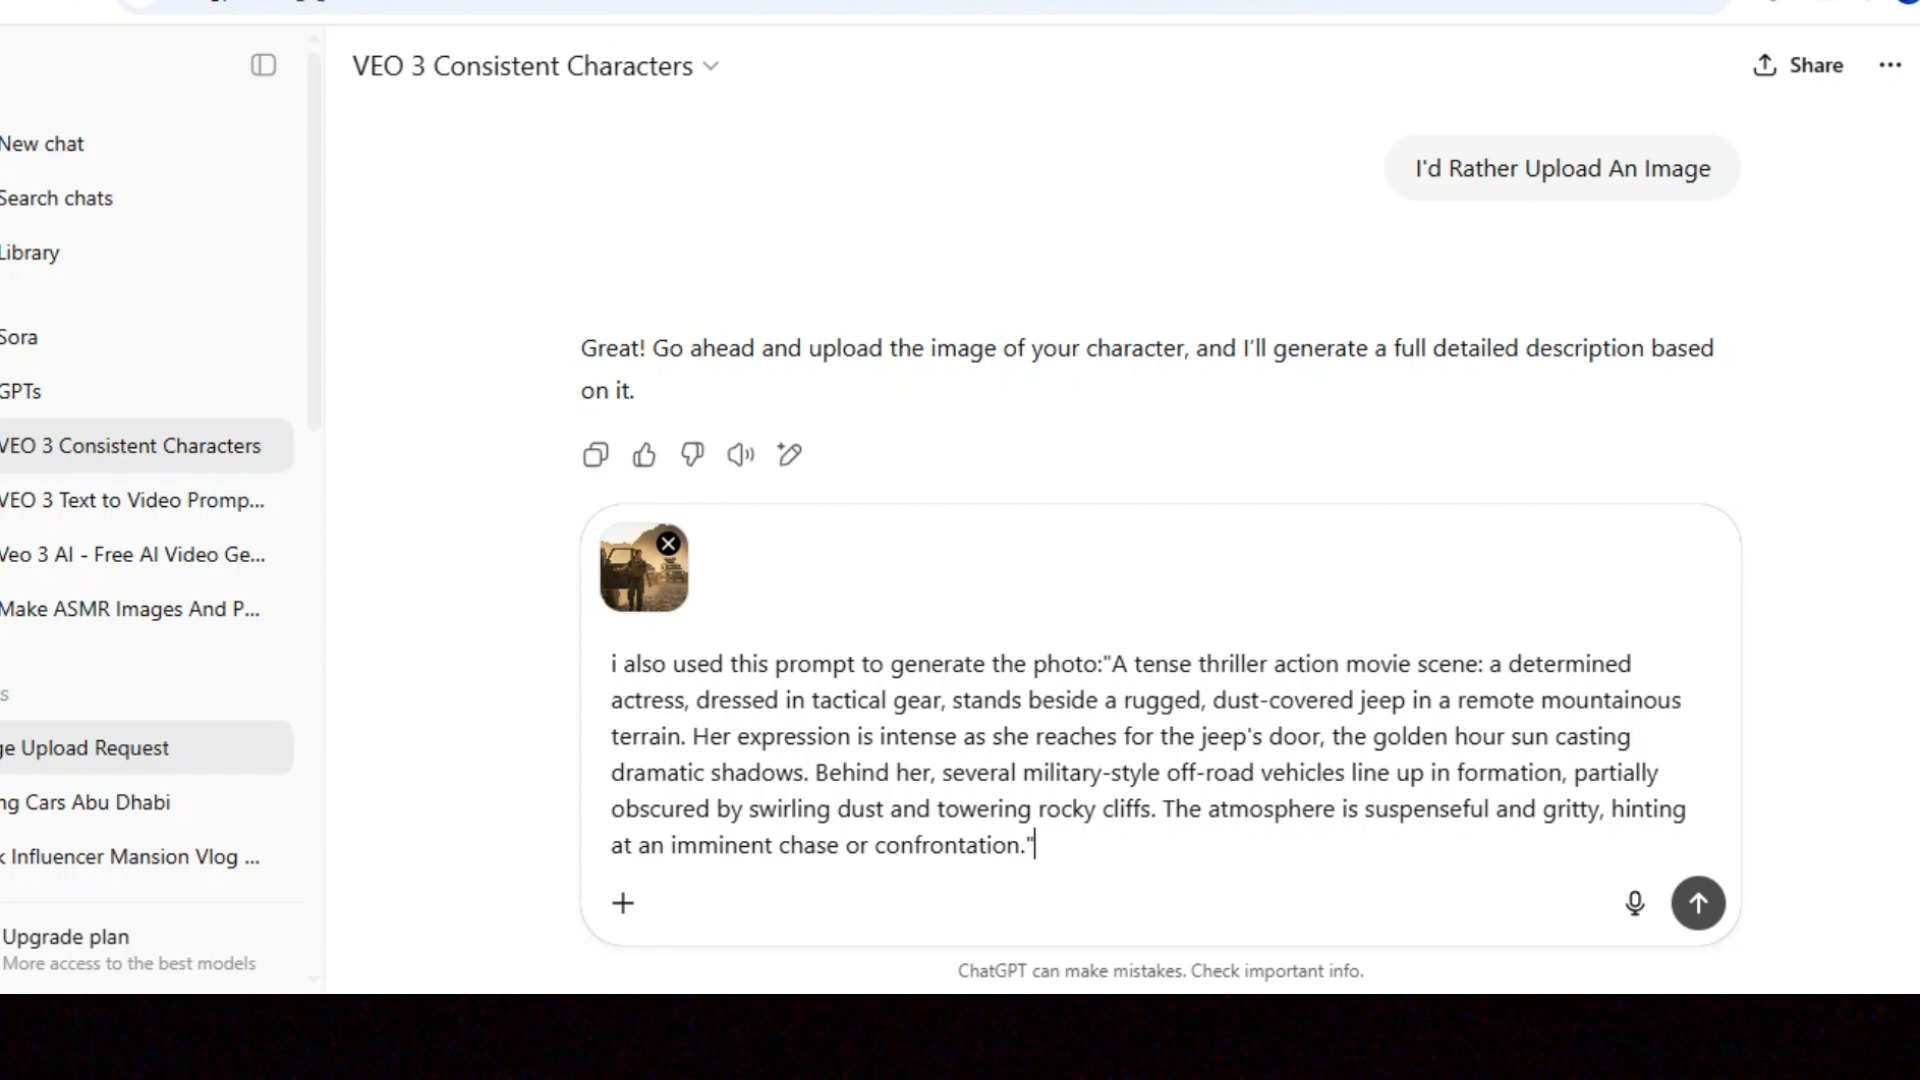 VEO 3 Consistent Characters
Share
New chat
Search chats
Library
Sora
GPTs
VEO 3 Consistent Characters
VEO 3 Text to Video Promp...
Veo 3 AI - Free AI Video Ge...
Make ASMR Images And P...
Upload Request
Cars Abu Dhabi
Influencer Mansion Vlog ...
Upgrade plan
More access to the best models
I'd Rather Upload An Image
Great! Go ahead and upload the image of your character, and I'll generate a full detailed description based
on it.
i also used this prompt to generate the photo:"A tense thriller action movie scene: a determined
actress, dressed in tactical gear, stands beside a rugged, dust-covered jeep in a remote mountainous
terrain. Her expression is intense as she reaches for the jeep's door, the golden hour sun casting
dramatic shadows. Behind her, several military-style off-road vehicles line up in formation, partially
obscured by swirling dust and towering rocky cliffs. The atmosphere is suspenseful and gritty, hinting
at an imminent chase or confrontation."
ChatGPT can make mistakes. Check important info.